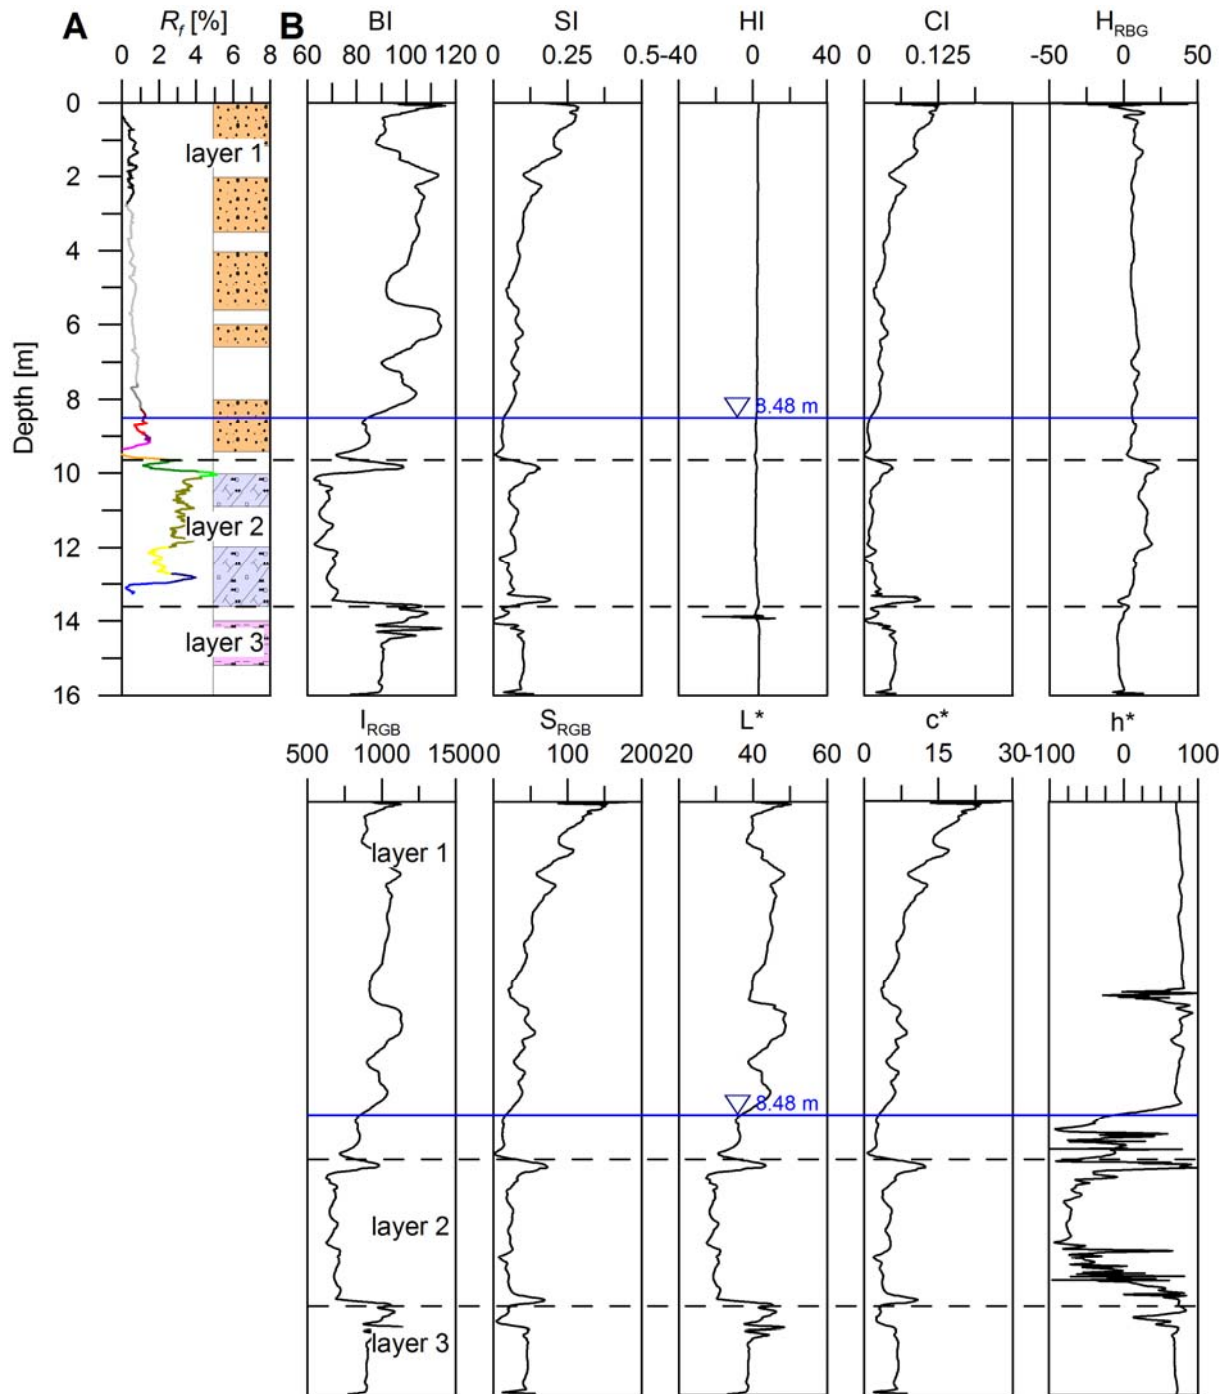 A R_f [%] B BI SI HI CI H_RBG
0 2 4 6 8 60 80 100 120 0 0.25 0.5 -40 0 40 0 0.125 -50 0 50
0
layer 1
2
4
6
Depth [m]
8
8.48 m
10
layer 2
12
14
layer 3
16
I_RGB S_RGB L* c* h*
500 1000 1500 0 100 200 20 40 60 0 15 30 -100 0 100
layer 1
8.48 m
layer 2
layer 3